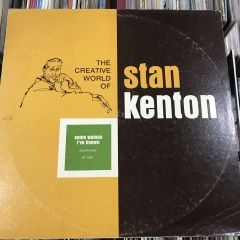 THE
CREATIVE
WORLD
OF
stan
kenton
some women
i've known